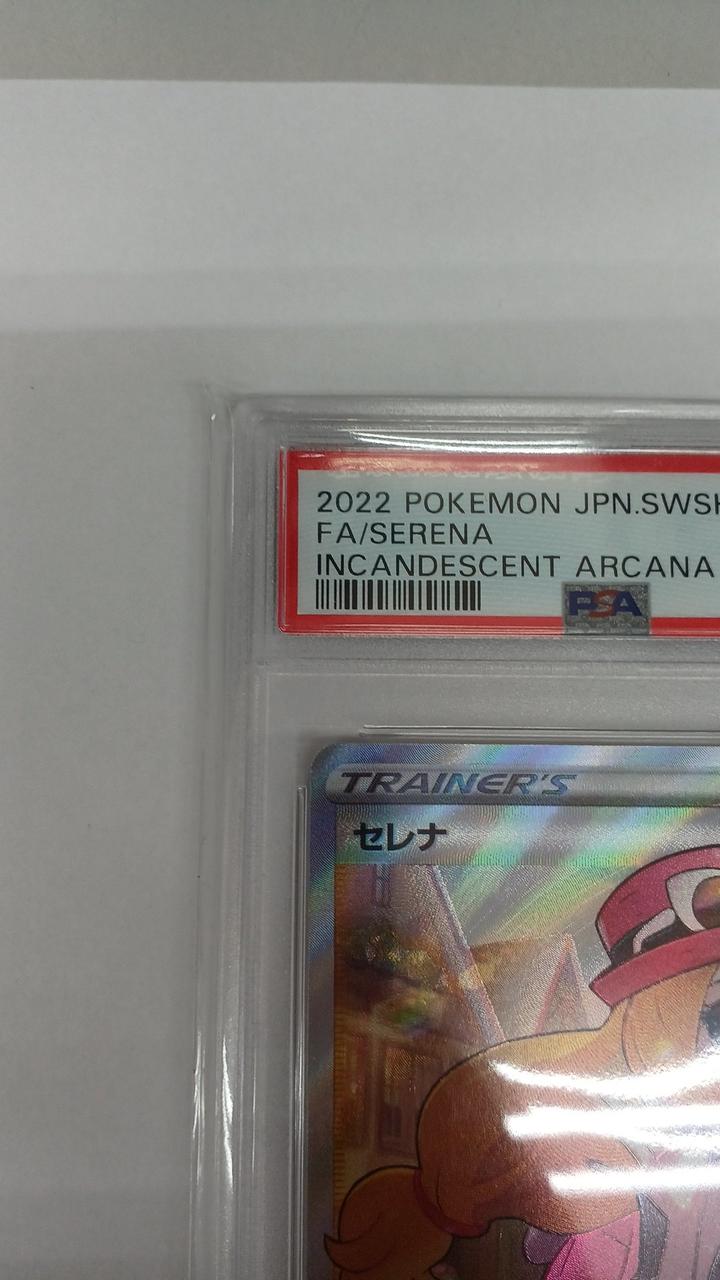 2022 POKEMON JPN.SWSH
FA/SERENA
INCANDESCENT ARCANA
PSA
TRAINER'S
セレナ